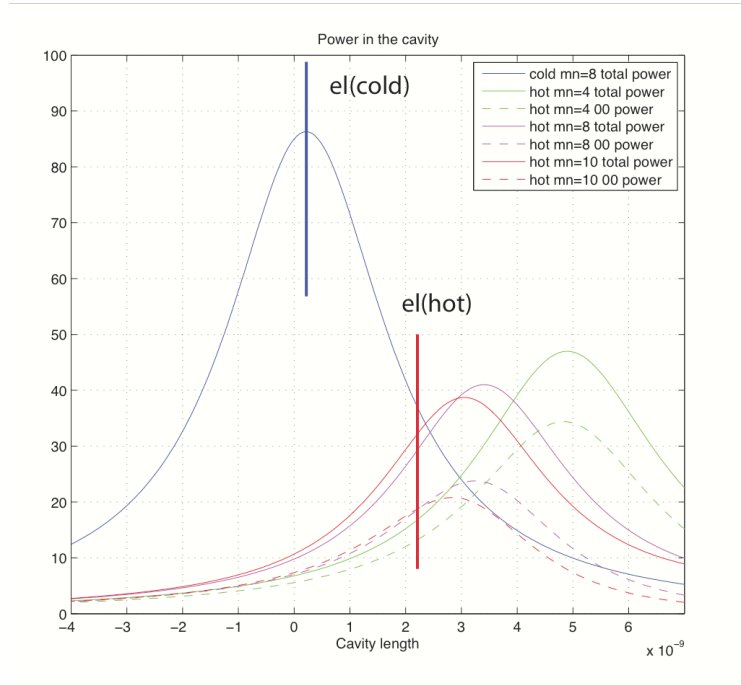 Power in the cavity
100
90
80
70
60
50
40
30
20
10
0
el(cold)
el(hot)
cold mn=8 total power
hot mn=4 total power
hot mn=4 00 power
hot mn=8 total power
hot mn=8 00 power
hot mn=10 total power
hot mn=10 00 power
−4 −3 −2 −1 0 1 2 3 4 5 6
Cavity length
x 10⁻⁹